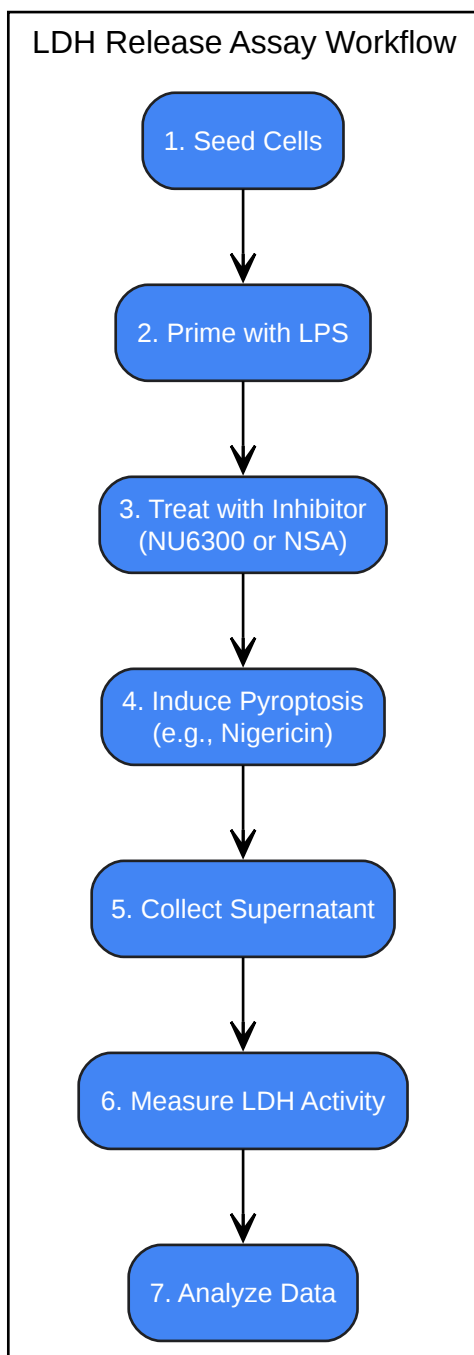 LDH Release Assay Workflow
1. Seed Cells
2. Prime with LPS
3. Treat with Inhibitor
(NU6300 or NSA)
4. Induce Pyroptosis
(e.g., Nigericin)
5. Collect Supernatant
6. Measure LDH Activity
7. Analyze Data